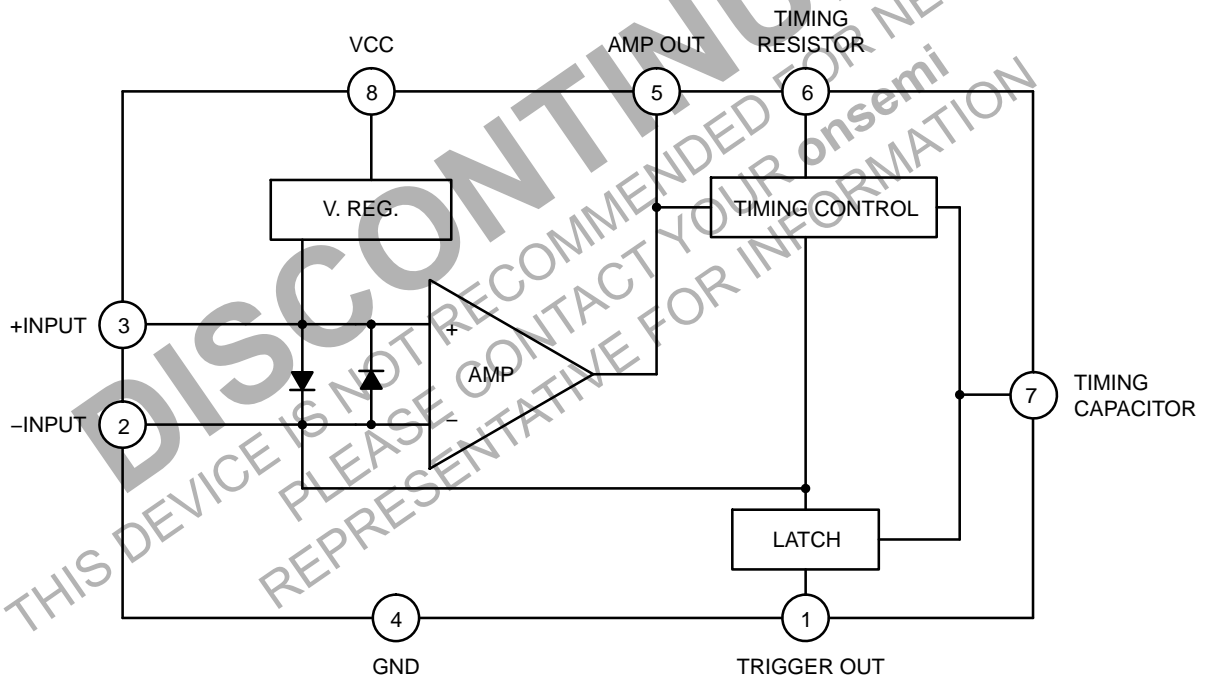 TIMING
RESISTOR
VCC
AMP OUT
8
5
6
V. REG.
TIMING CONTROL
+INPUT
3
+
AMP
−INPUT
2
−
7
TIMING
CAPACITOR
LATCH
4
1
GND
TRIGGER OUT
DISCONTINU
THIS DEVICE IS NOT RECOMMENDED FOR NE
PLEASE CONTACT YOUR onsemi
REPRESENTATIVE FOR INFORMATION